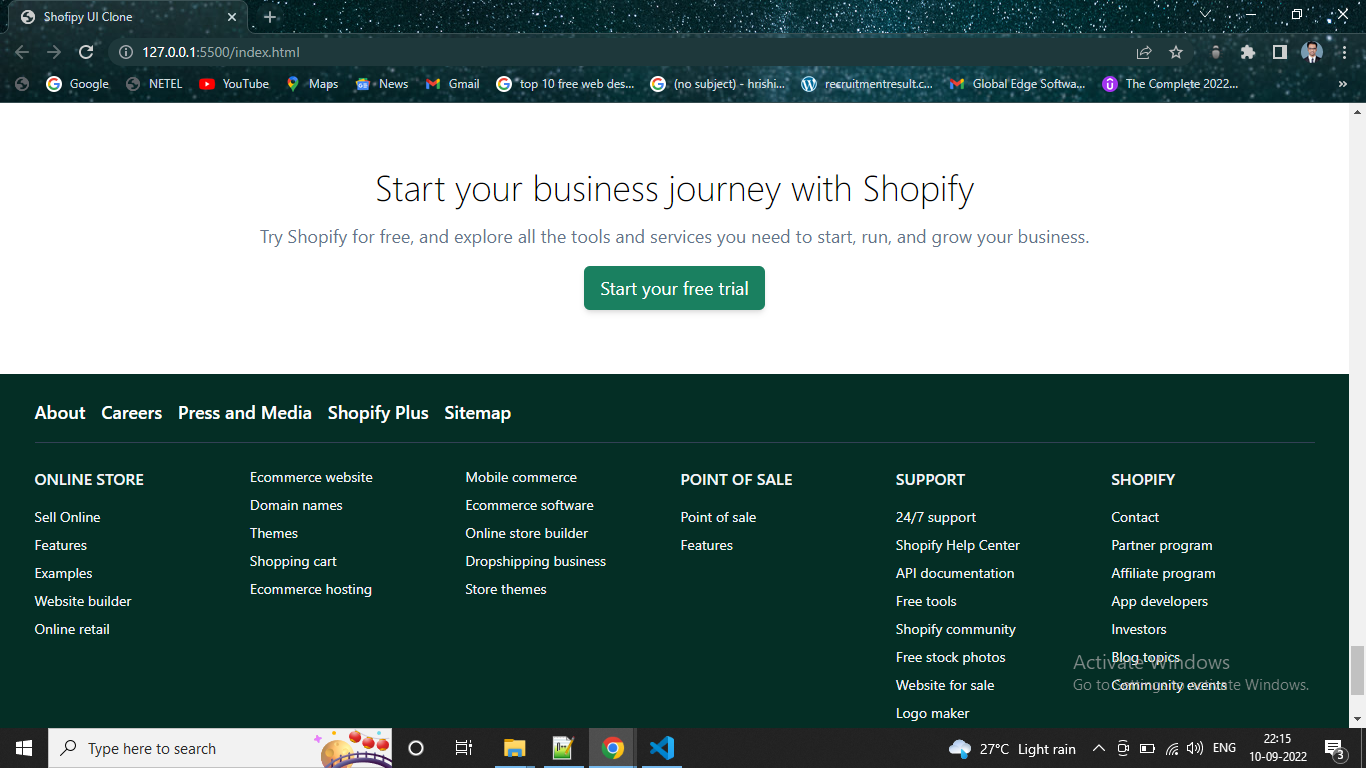 Shofipy UI Clone
127.0.0.1:5500/index.html
Google NETEL YouTube Maps News Gmail top 10 free web des... (no subject) - hrishi... recruitmentresult.c... Global Edge Softwa... The Complete 2022... »
Start your business journey with Shopify
Try Shopify for free, and explore all the tools and services you need to start, run, and grow your business.
Start your free trial
About Careers Press and Media Shopify Plus Sitemap
ONLINE STORE
Sell Online
Features
Examples
Website builder
Online retail
Ecommerce website
Domain names
Themes
Shopping cart
Ecommerce hosting
Mobile commerce
Ecommerce software
Online store builder
Dropshipping business
Store themes
POINT OF SALE
Point of sale
Features
SUPPORT
24/7 support
Shopify Help Center
API documentation
Free tools
Shopify community
Free stock photos
Website for sale
Logo maker
SHOPIFY
Contact
Partner program
Affiliate program
App developers
Investors
Blog topics
Community events
Activate Windows
Go to Settings to activate Windows.
Type here to search
27°C Light rain
ENG
22:15
10-09-2022
3